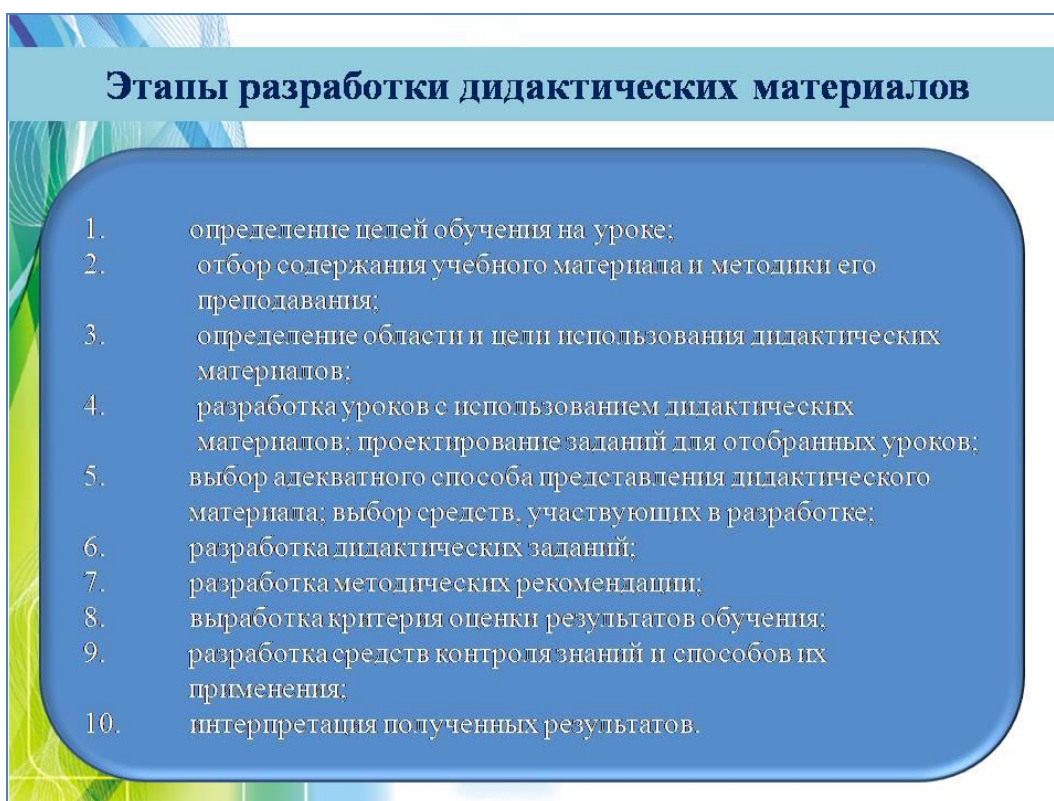 Этапы разработки дидактических материалов
1. определение целей обучения на уроке;
2. отбор содержания учебного материала и методики его
преподавания;
3. определение области и цели использования дидактических
материалов;
4. разработка уроков с использованием дидактических
материалов; проектирование заданий для отобранных уроков;
5. выбор адекватного способа представления дидактического
материала; выбор средств, участвующих в разработке;
6. разработка дидактических заданий;
7. разработка методических рекомендации;
8. выработка критерия оценки результатов обучения;
9. разработка средств контроля знаний и способов их
применения;
10. интерпретация полученных результатов.